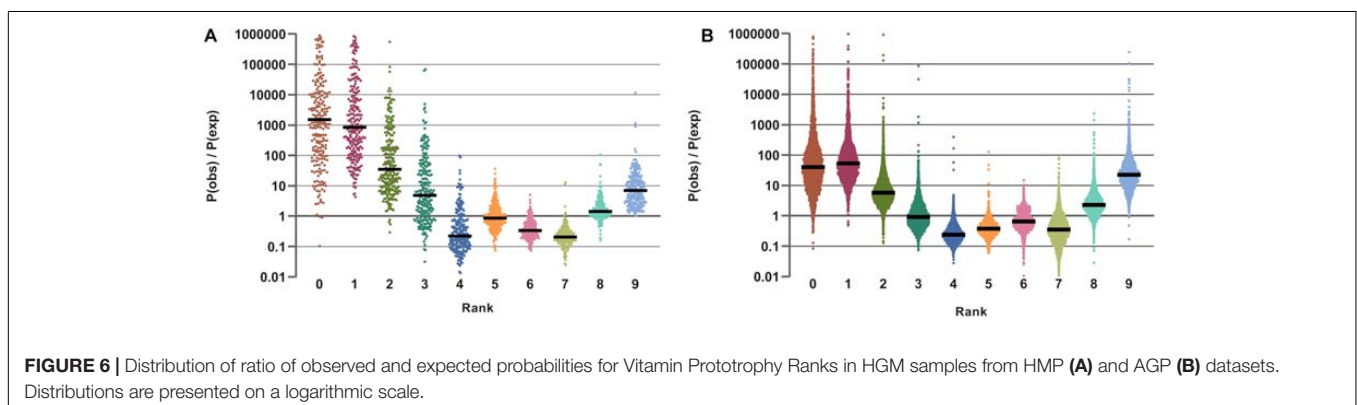 A
B
1000000
100000
10000
1000
100
10
1
0.1
0.01
P(obs) / P(exp)
0 1 2 3 4 5 6 7 8 9
Rank
1000000
100000
10000
1000
100
10
1
0.1
0.01
P(obs) / P(exp)
0 1 2 3 4 5 6 7 8 9
Rank
FIGURE 6 | Distribution of ratio of observed and expected probabilities for Vitamin Prototrophy Ranks in HGM samples from HMP (A) and AGP (B) datasets.
Distributions are presented on a logarithmic scale.